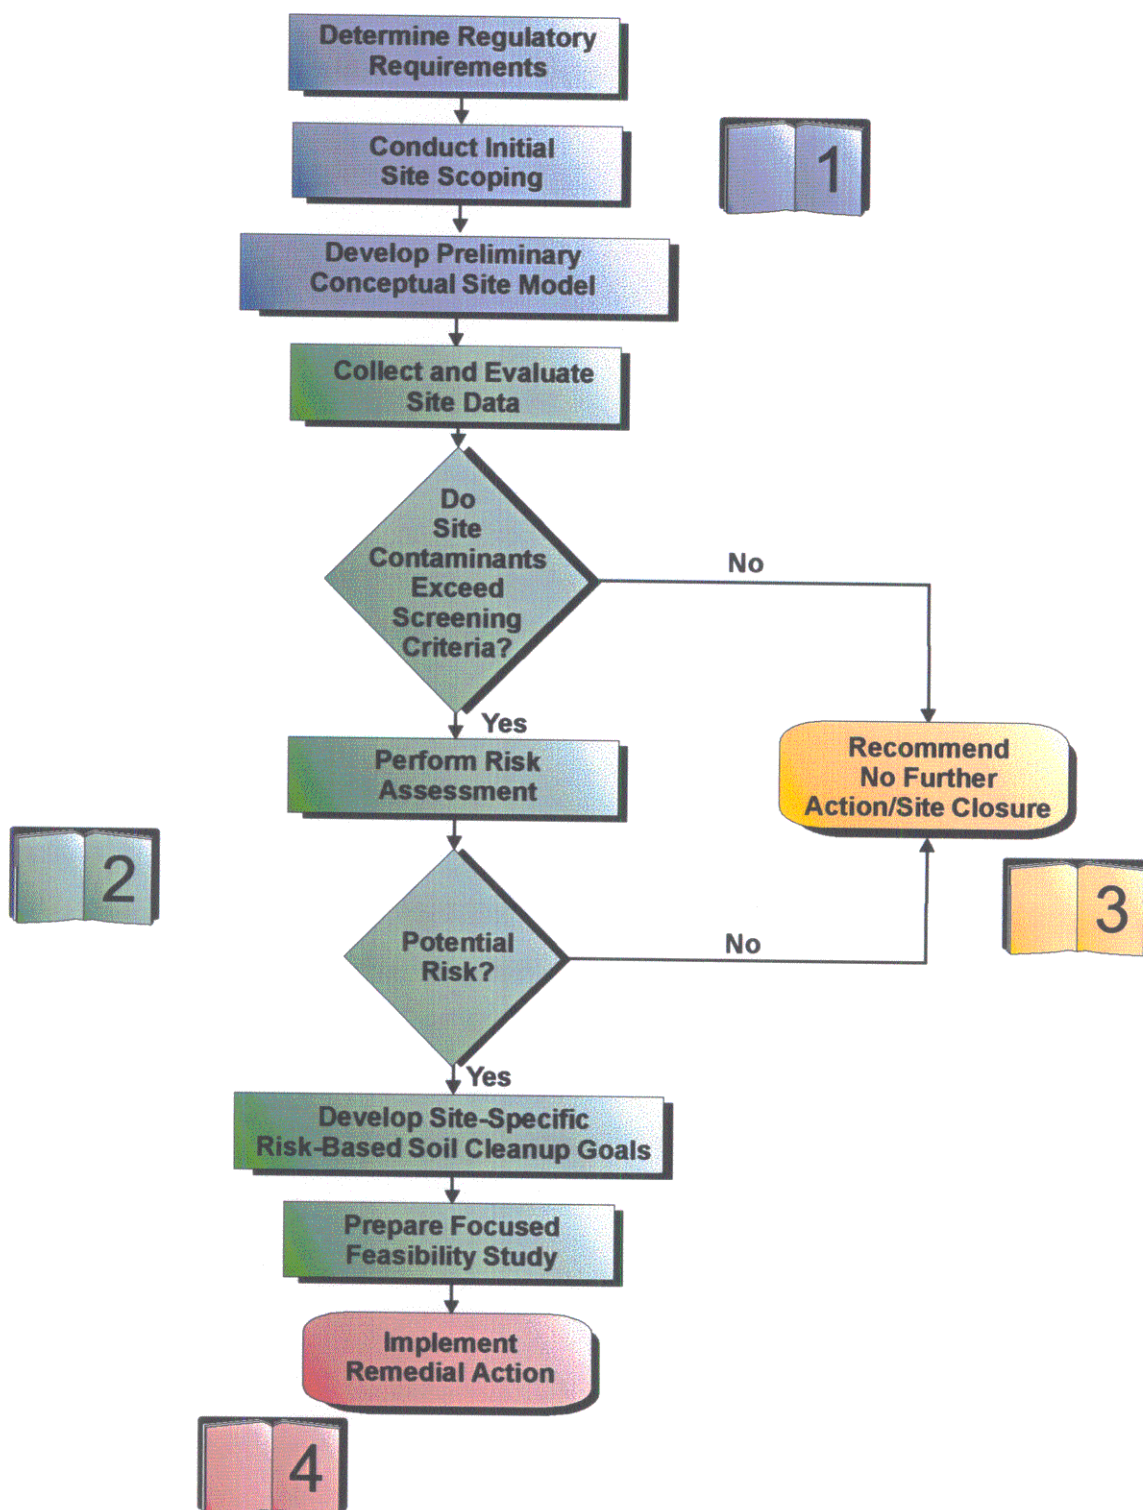 Determine Regulatory
Requirements
Conduct Initial
Site Scoping
1
Develop Preliminary
Conceptual Site Model
Collect and Evaluate
Site Data
Do
Site
Contaminants
Exceed
Screening
Criteria?
No
Yes
Perform Risk
Assessment
Recommend
No Further
Action/Site Closure
2
3
Potential
Risk?
No
Yes
Develop Site-Specific
Risk-Based Soil Cleanup Goals
Prepare Focused
Feasibility Study
Implement
Remedial Action
4